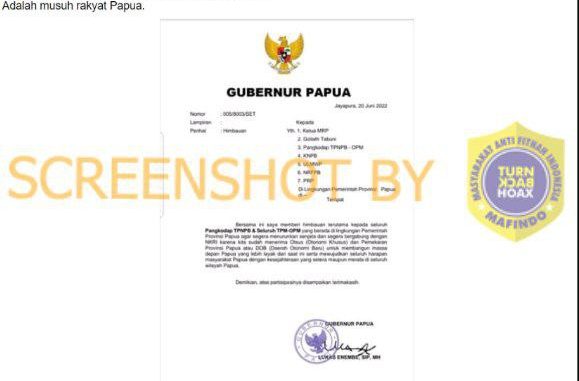 Adalah musuh rakyat Papua.
GUBERNUR PAPUA
Jayapura, 20 Juni 2022
Nomor : 005/8003/SET
Lampiran :
Perihal : Himbauan
Kepada
Yth. 1. Ketua MRP
2. Goliath Tabuni
3. Pangkodap TPNPB - OPM
4. KNPB
5. ULMWP
6. NRFPB
7. PRP
Di Lingkungan Pemerintah Provinsi Papua
di -
Tempat
SCREENSHOT BY
MASYARAKAT ANTI FITNAH INDONESIA
TURN
BACK
HOAX
MAFINDO
Bersama ini saya memberi himbauan terutama kepada seluruh
Pangkodap TPNPB & Seluruh TPM-OPM yang berada di lingkungan Pemerintah
Provinsi Papua agar segera menurunkan senjata dan segera bergabung dengan
NKRI karena kita sudah menerima Otsus (Otonomi Khusus) dan Pemekaran
Provinsi Papua atau DOB (Daerah Otonomi Baru) untuk membangun masa
depan Papua yang lebih layak dari saat ini serta mewujudkan seluruh harapan
masyarakat Papua dengan kesejahteraan yang setara maupun merata di seluruh
wilayah Papua.
Demikian, atas partisipasinya disampaikan terimakasih.
GUBERNUR PAPUA
LUKAS ENEMBE, SIP, MH